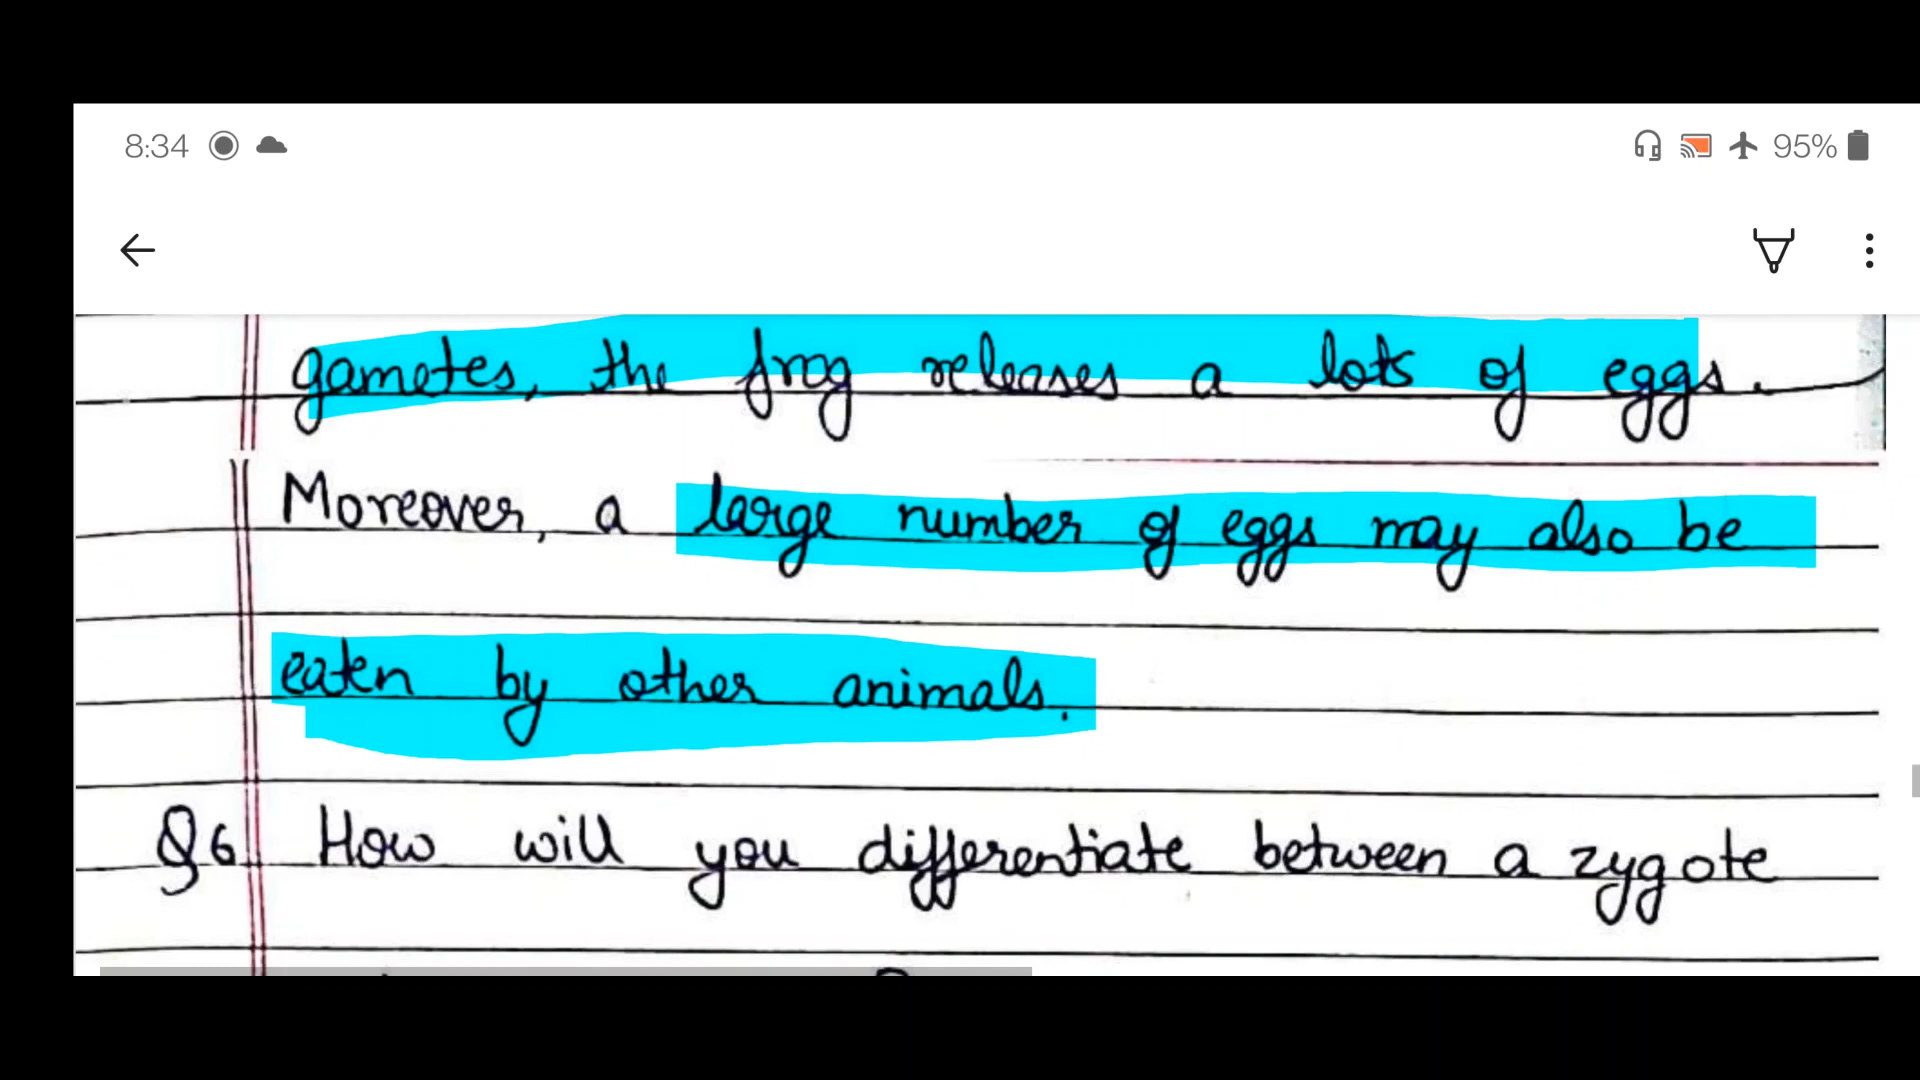 8:34
95%
gametes, the frog releases a lots of eggs.
Moreover, a large number of eggs may also be
eaten by other animals.
Q6 How will you differentiate between a zygote